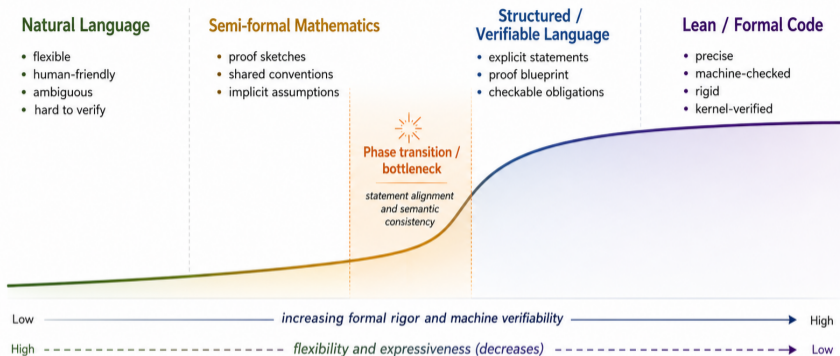 Natural Language
• flexible
• human-friendly
• ambiguous
• hard to verify
Semi-formal Mathematics
• proof sketches
• shared conventions
• implicit assumptions
Phase transition /
bottleneck
statement alignment
and semantic
consistency
Structured /
Verifiable Language
• explicit statements
• proof blueprint
• checkable obligations
Lean / Formal Code
• precise
• machine-checked
• rigid
• kernel-verified
Low increasing formal rigor and machine verifiability High
High flexibility and expressiveness (decreases) Low